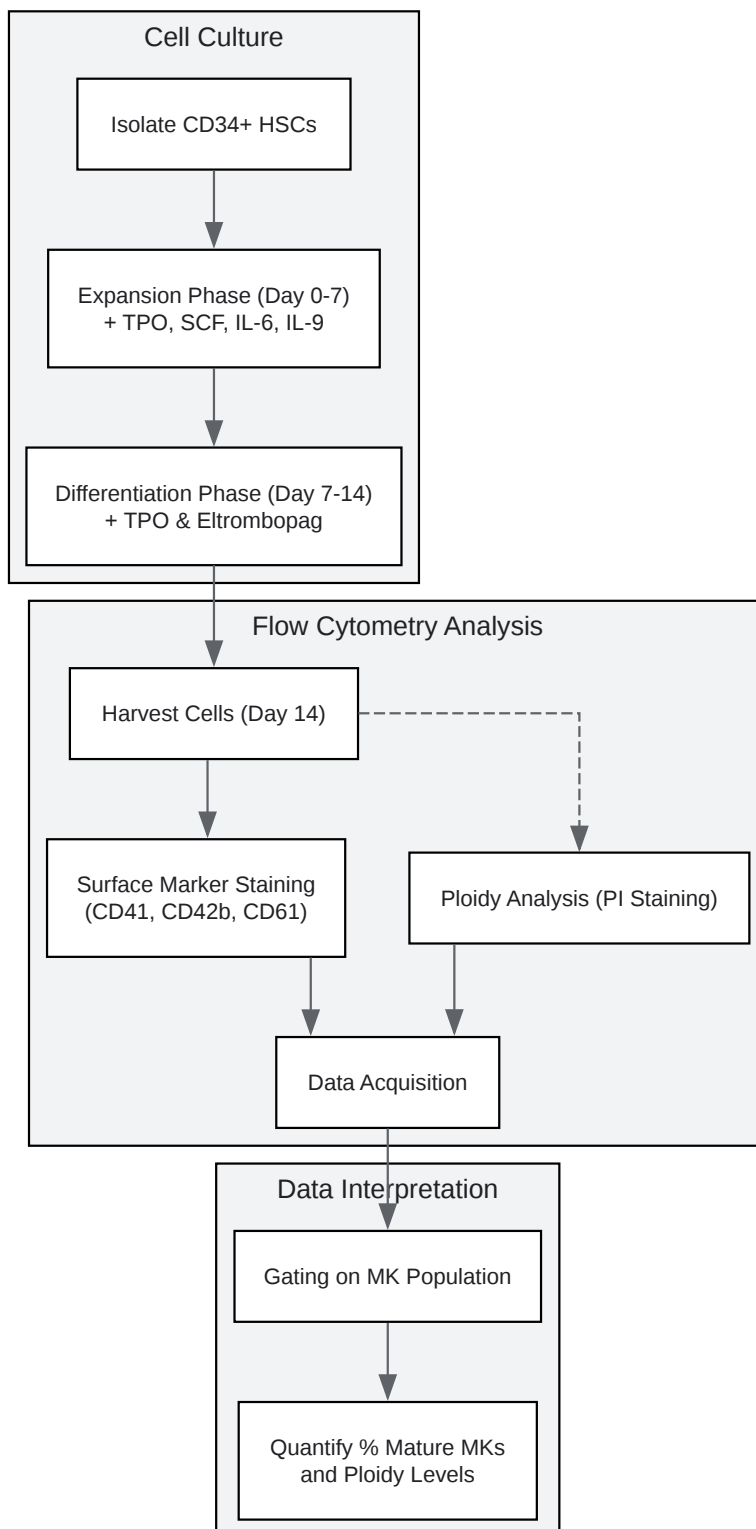 Cell Culture
Isolate CD34+ HSCs
Expansion Phase (Day 0-7)
+ TPO, SCF, IL-6, IL-9
Differentiation Phase (Day 7-14)
+ TPO & Eltrombopag
Flow Cytometry Analysis
Harvest Cells (Day 14)
Surface Marker Staining
(CD41, CD42b, CD61)
Ploidy Analysis (PI Staining)
Data Acquisition
Data Interpretation
Gating on MK Population
Quantify % Mature MKs
and Ploidy Levels